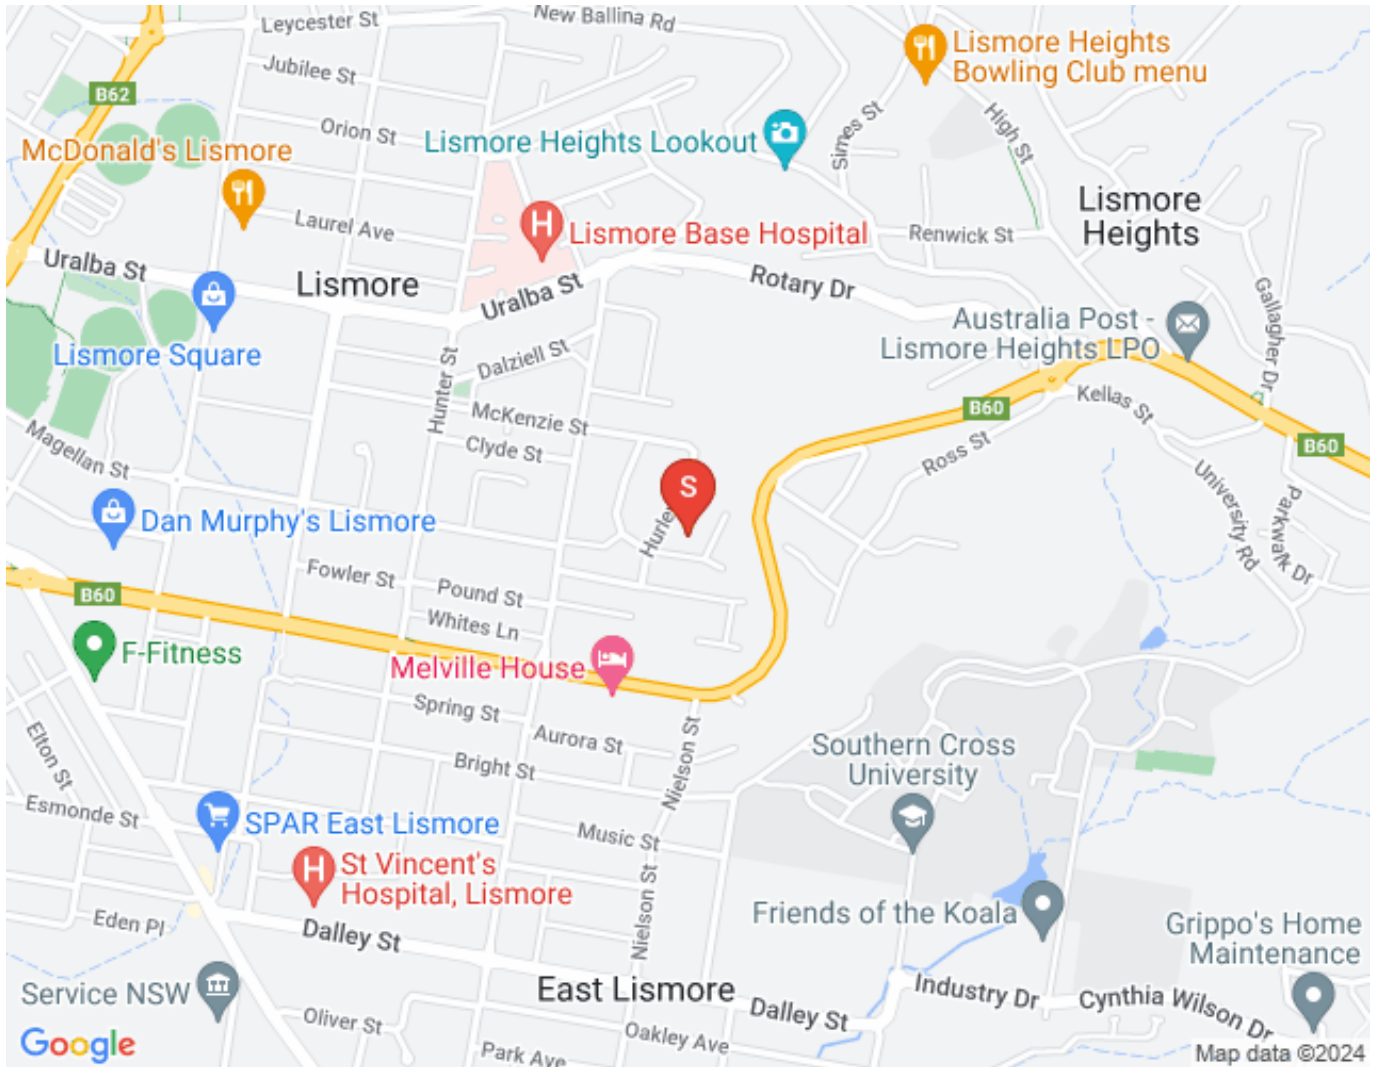 Leycester St
New Ballina Rd
Jubilee St
B62
Lismore Heights
Bowling Club menu
Orion St
McDonald's Lismore
Lismore Heights Lookout
Simes St
High St
Lismore
Heights
Laurel Ave
Lismore Base Hospital
Renwick St
Uralba St
Lismore
Uralba St
Rotary Dr
Gallagher Dr
Australia Post -
Lismore Heights LPO
Lismore Square
Dalziell St
Hunter St
McKenzie St
Clyde St
B60
Kellas St
Ross St
B60
Magellan St
S
University Rd
Parkwalk Dr
Dan Murphy's Lismore
Hurley
Fowler St
Pound St
B60
Whites Ln
F-Fitness
Melville House
Spring St
Aurora St
Nielson St
Elton St
Bright St
Southern Cross
University
Esmonde St
SPAR East Lismore
Music St
St Vincent's
Hospital, Lismore
Nielson St
Eden Pl
Dalley St
Friends of the Koala
Grippo's Home
Maintenance
Service NSW
East Lismore
Dalley St
Industry Dr
Cynthia Wilson Dr
Oliver St
Oakley Ave
Park Ave
Google
Map data ©2024